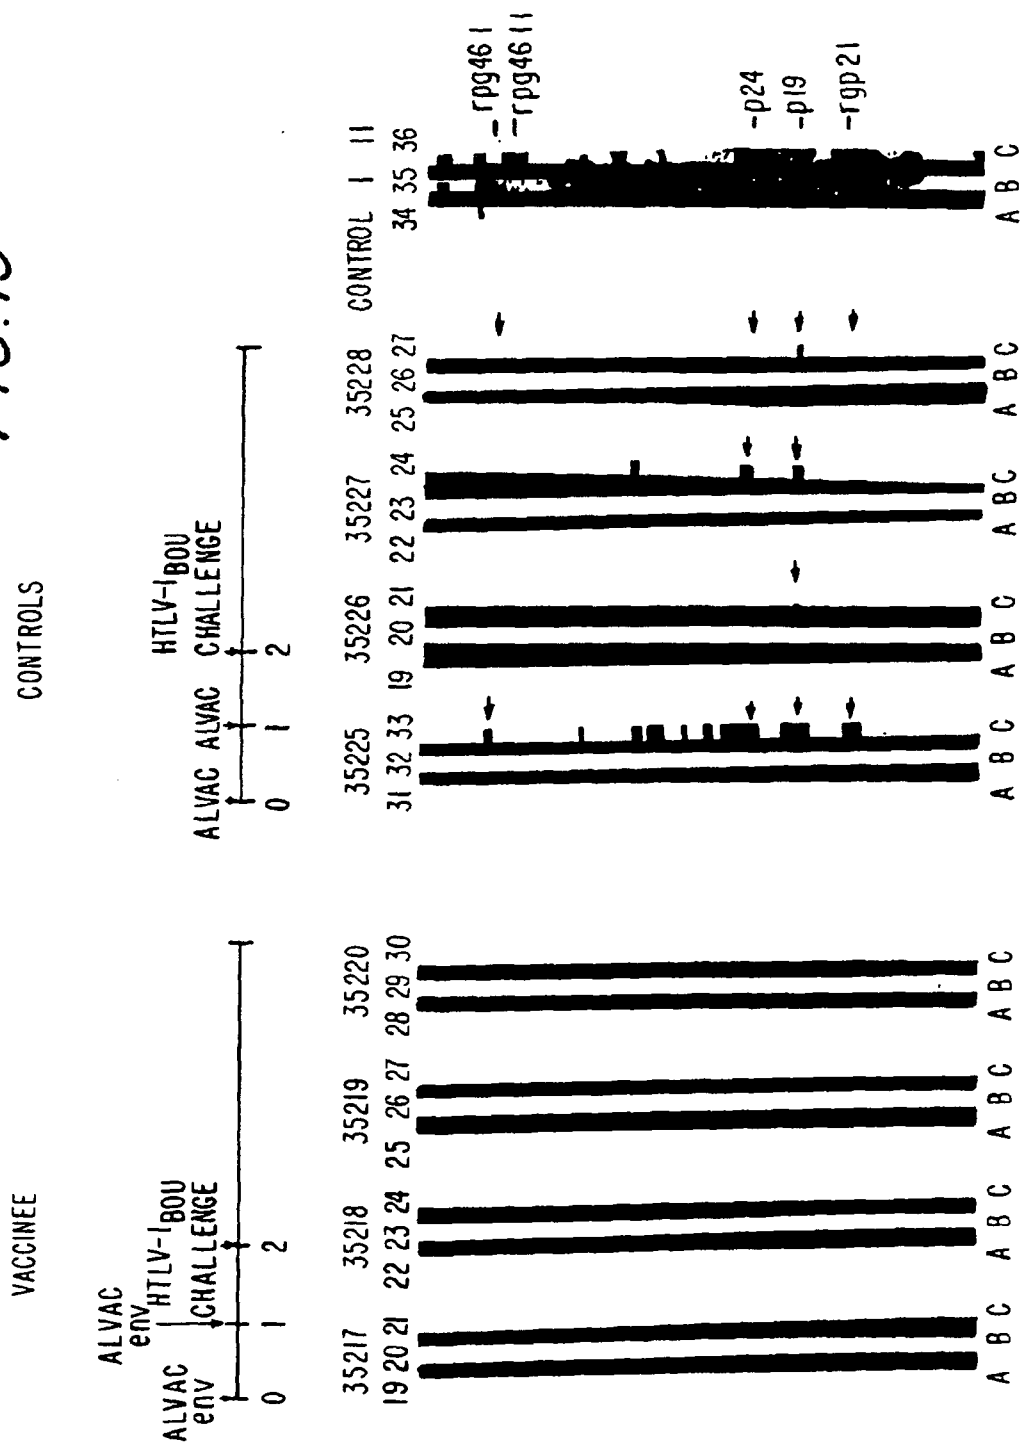 VACCINEE
ALVAC
env
ALVAC
env
HTLV-I BOU
CHALLENGE
0 1 2
35217 35218 35219 35220
19 20 21 22 23 24 25 26 27 28 29 30
A B C A B C A B C A B C
CONTROLS
ALVAC ALVAC
HTLV-I BOU
CHALLENGE
0 1 2
35225 35226 35227 35228 CONTROL I II
31 32 33 19 20 21 22 23 24 25 26 27 34 35 36
-rpg46 I
-rpg46 II
-p24
-p19
-rgp21
A B C A B C A B C A B C A B C